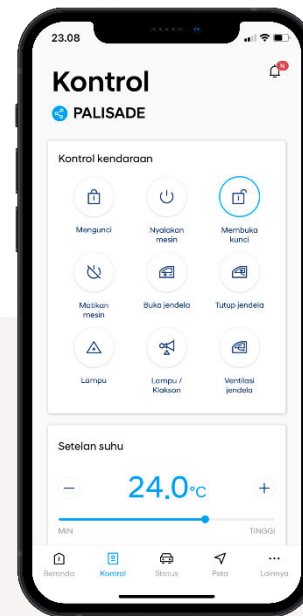 23.08
N
Kontrol
PALISADE
Kontrol kendaraan
Mengunci
Nyalakan
mesin
Membuka
kunci
Matikan
mesin
Buka jendela
Tutup jendela
Lampu
Lampu /
Klakson
Ventilasi
jendela
Setelan suhu
24.0°C
MIN
TINGGI
Beranda
Kontrol
Status
Peta
Lainnya